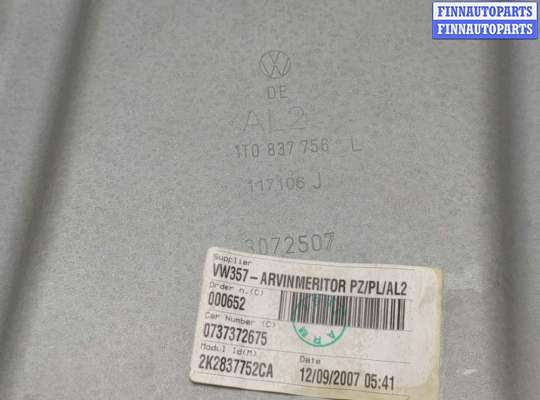 FINNAUTOPARTS
FINNAUTOPARTS
DE
AL2
1T0 837 756 L
117106 J
3072507
Supplier
VW357-ARVINMERITOR PZ/PL/AL2
Order n.(C)
000652
Car Number (C)
0737372675
Modul Id(M)
2K2837752CA
Date
12/09/2007 05:41